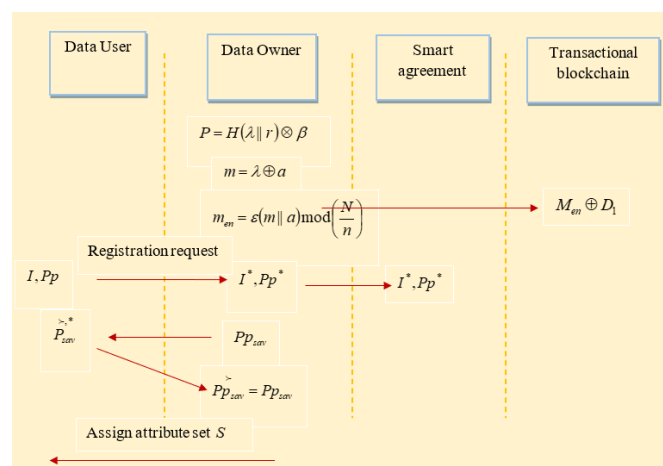 Data User
Data Owner
Smart
agreement
Transactional
blockchain
P = H(λ || r) ⊗ β
m = λ ⊕ a
m_en = ε(m || a) mod (N/n)
M_en ⊕ D_1
Registration request
I, Pp
I^*, Pp^*
I^*, Pp^*
P_sav^≻,*
Pp_sav
Pp_sav^≻ = Pp_sav
Assign attribute set S